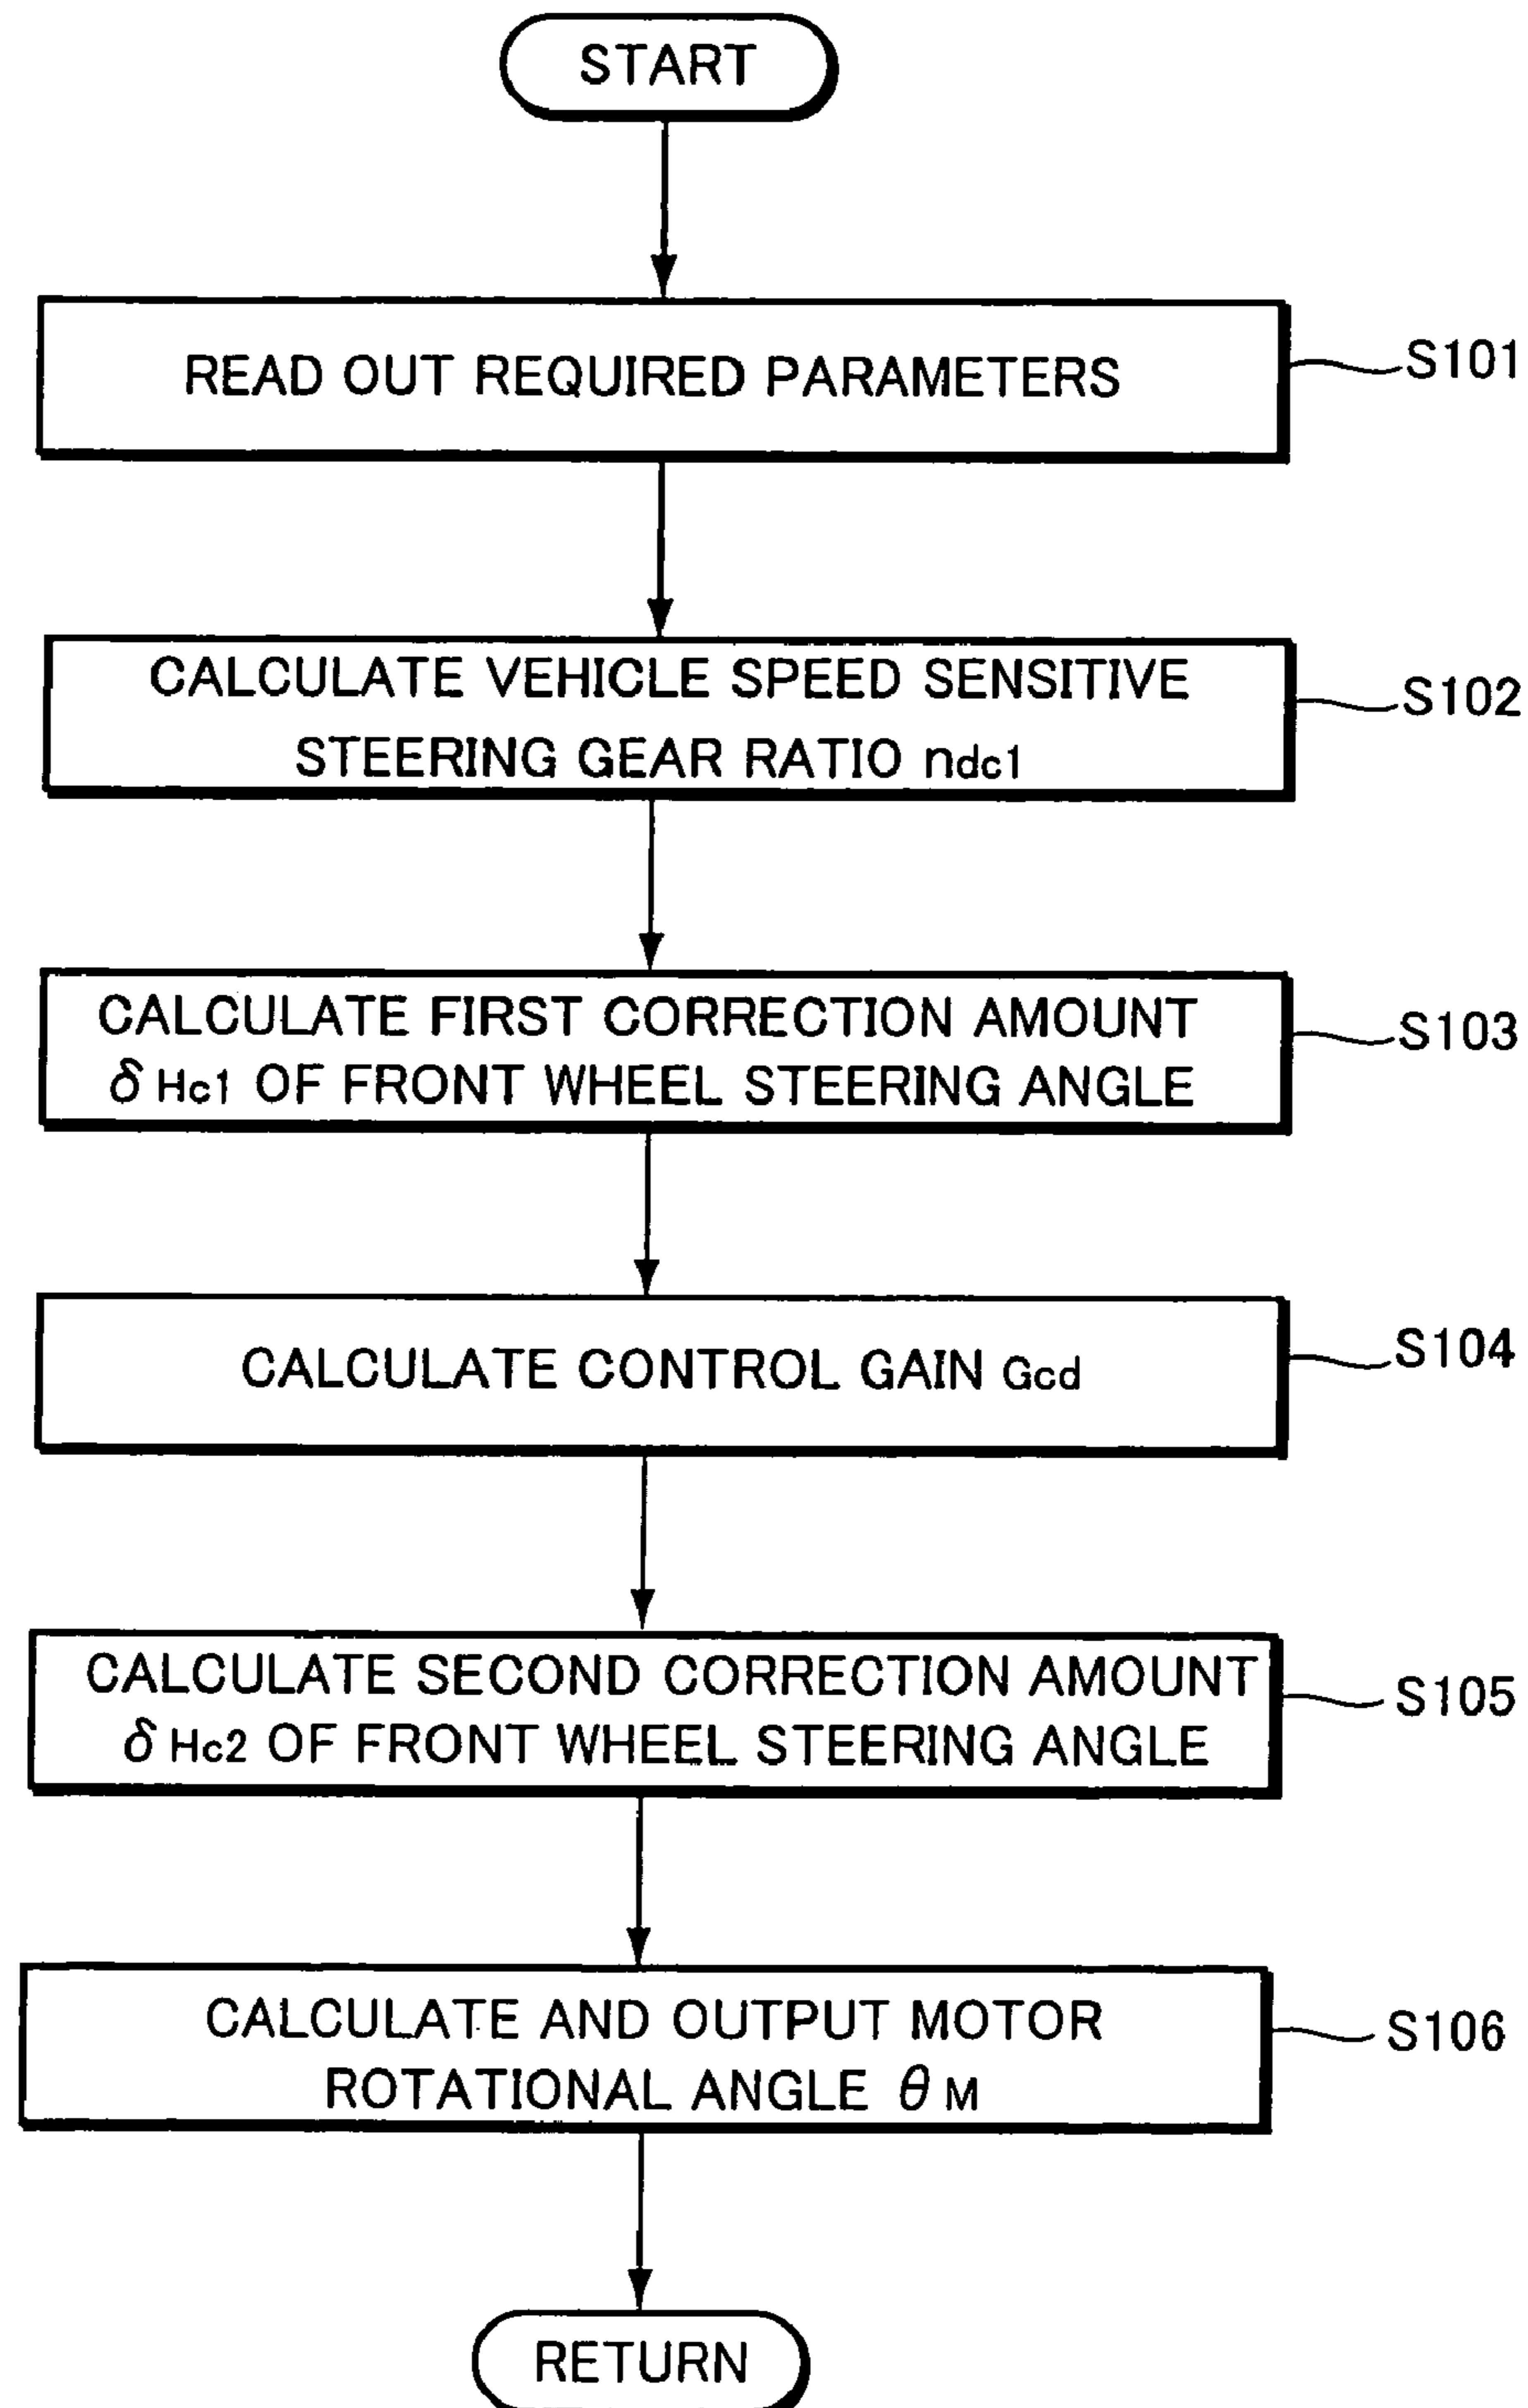 START
READ OUT REQUIRED PARAMETERS
S101
CALCULATE VEHICLE SPEED SENSITIVE
STEERING GEAR RATIO ndc1
S102
CALCULATE FIRST CORRECTION AMOUNT
δHc1 OF FRONT WHEEL STEERING ANGLE
S103
CALCULATE CONTROL GAIN Gcd
S104
CALCULATE SECOND CORRECTION AMOUNT
δHc2 OF FRONT WHEEL STEERING ANGLE
S105
CALCULATE AND OUTPUT MOTOR
ROTATIONAL ANGLE θM
S106
RETURN